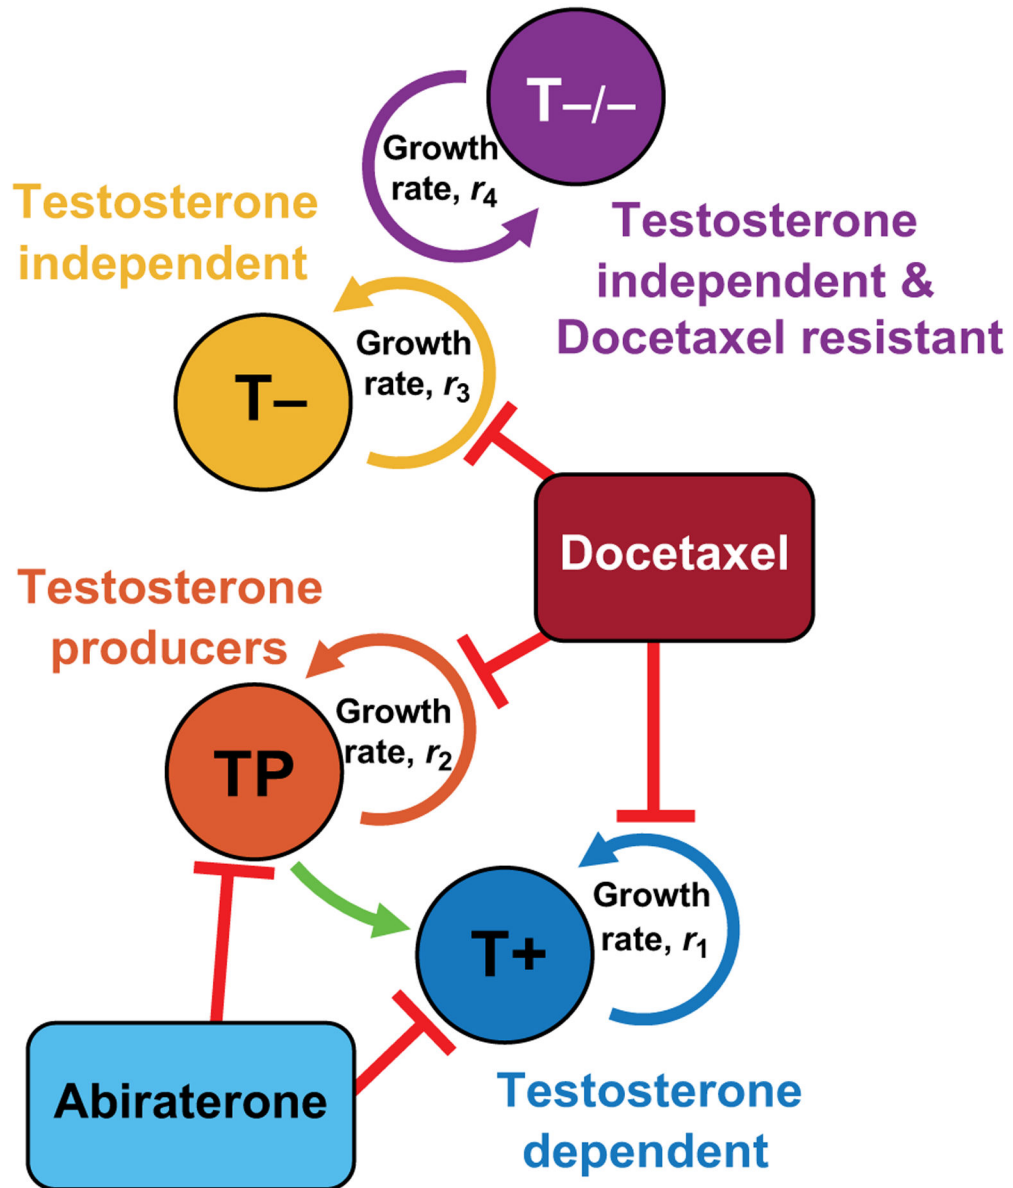 T–/–
Growth
rate, r4
Testosterone
independent
Testosterone
independent &
Docetaxel resistant
Growth
rate, r3
T–
Docetaxel
Testosterone
producers
Growth
rate, r2
TP
Growth
rate, r1
T+
Abiraterone
Testosterone
dependent